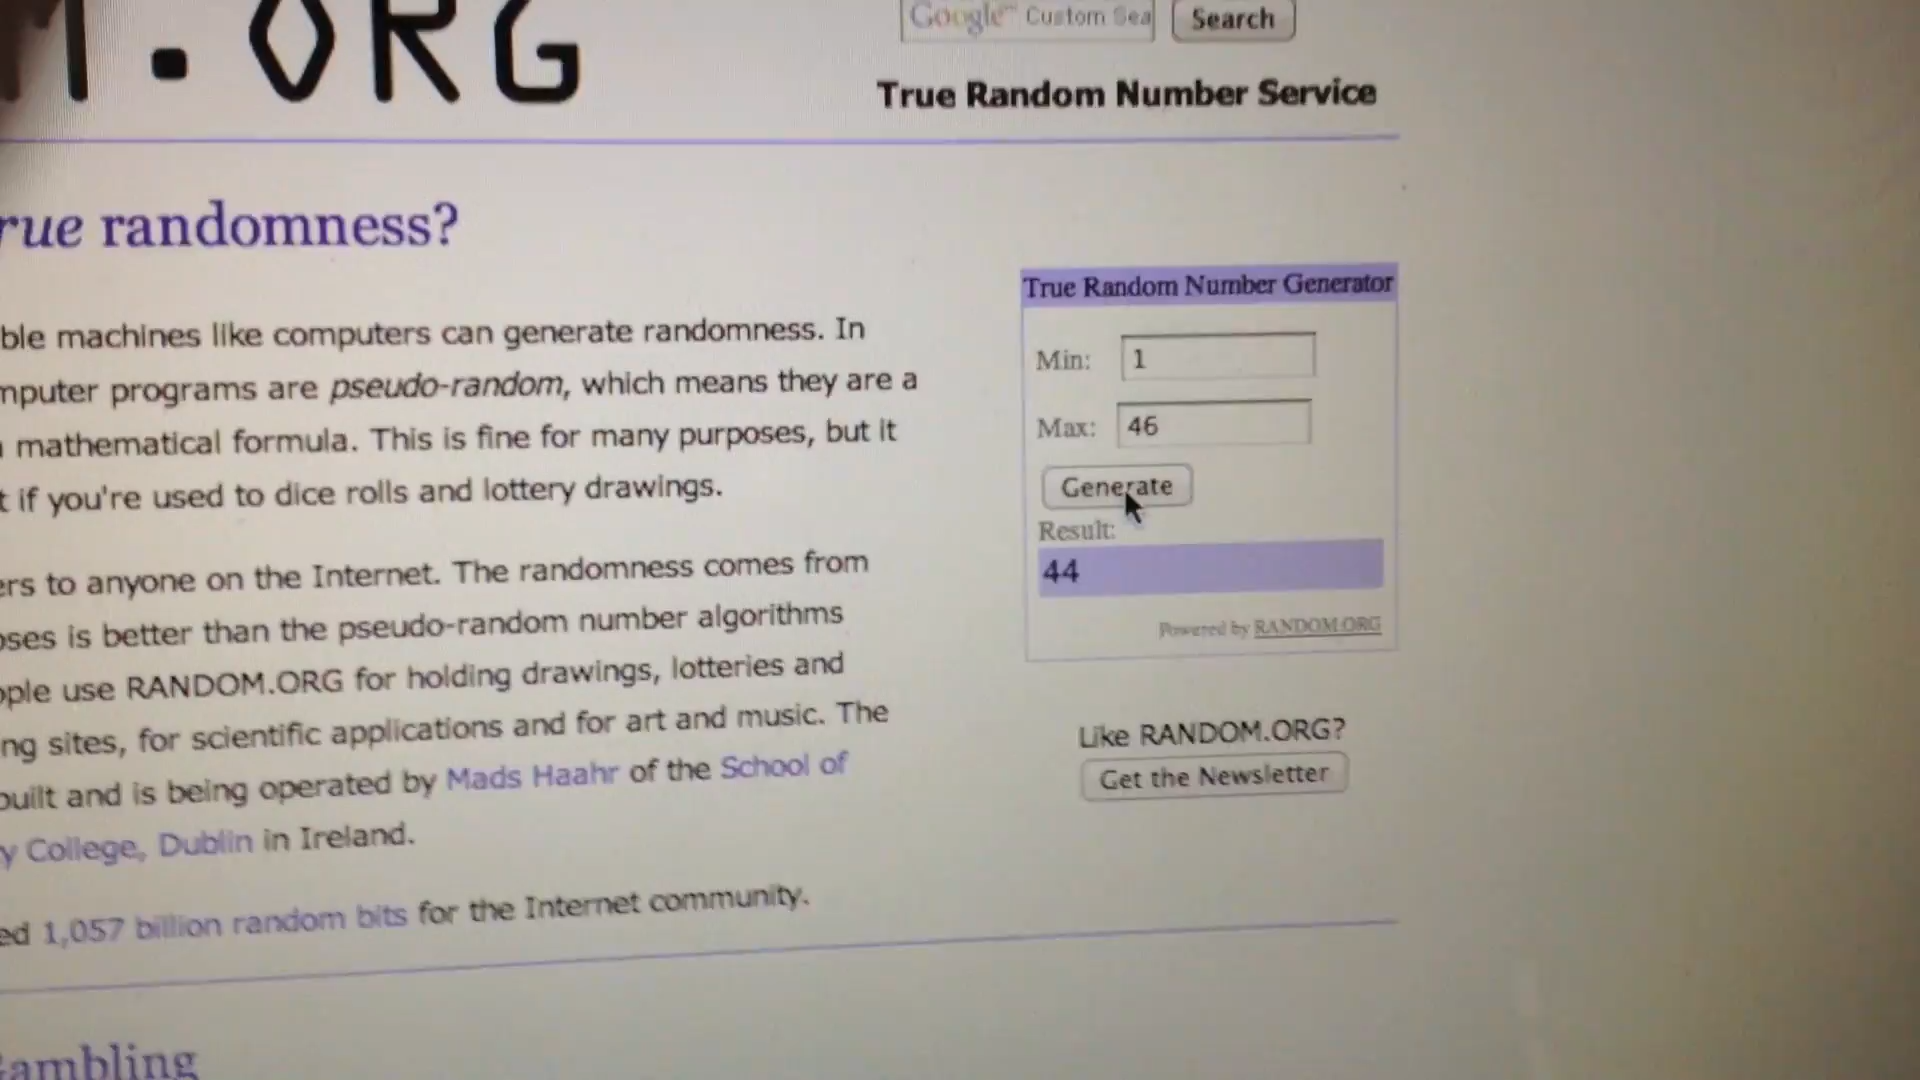 .ORG
Google™ Custom Sea
Search
True Random Number Service
rue randomness?
ble machines like computers can generate randomness. In
mputer programs are pseudo-random, which means they are a
mathematical formula. This is fine for many purposes, but it
t if you're used to dice rolls and lottery drawings.
ers to anyone on the Internet. The randomness comes from
oses is better than the pseudo-random number algorithms
ople use RANDOM.ORG for holding drawings, lotteries and
ng sites, for scientific applications and for art and music. The
built and is being operated by Mads Haahr of the School of
y College, Dublin in Ireland.
ed 1,057 billion random bits for the Internet community.
True Random Number Generator
Min: 1
Max: 46
Generate
Result:
44
Powered by RANDOM.ORG
Like RANDOM.ORG?
Get the Newsletter
ambling